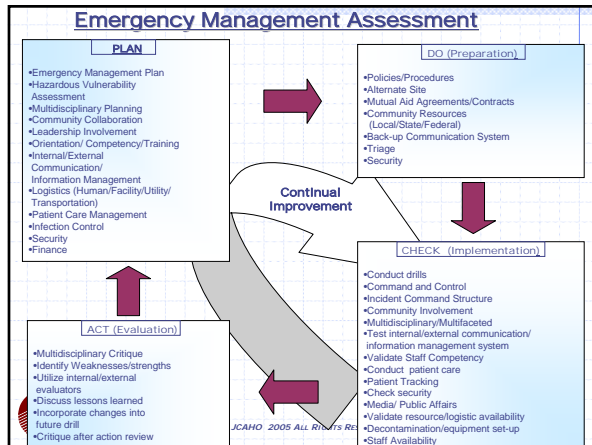 Emergency Management Assessment
PLAN
•Emergency Management Plan
•Hazardous Vulnerability
Assessment
•Multidisciplinary Planning
•Community Collaboration
•Leadership Involvement
•Orientation/ Competency/Training
•Internal/External
Communication/
Information Management
•Logistics (Human/Facility/Utility/
Transportation)
•Patient Care Management
•Infection Control
•Security
•Finance
DO (Preparation)
•Policies/Procedures
•Alternate Site
•Mutual Aid Agreements/Contracts
•Community Resources
(Local/State/Federal)
•Back-up Communication System
•Triage
•Security
Continual
Improvement
CHECK (Implementation)
•Conduct drills
•Command and Control
•Incident Command Structure
•Community Involvement
•Multidisciplinary/Multifaceted
•Test internal/external communication/
information management system
•Validate Staff Competency
•Conduct patient care
•Patient Tracking
•Check security
•Media/ Public Affairs
•Validate resource/logistic availability
•Decontamination/equipment set-up
•Staff Availability
ACT (Evaluation)
•Multidisciplinary Critique
•Identify Weaknesses/strengths
•Utilize internal/external
evaluators
•Discuss lessons learned
•Incorporate changes into
future drill
•Critique after action review
JCAHO 2005 ALL RIGHTS RES